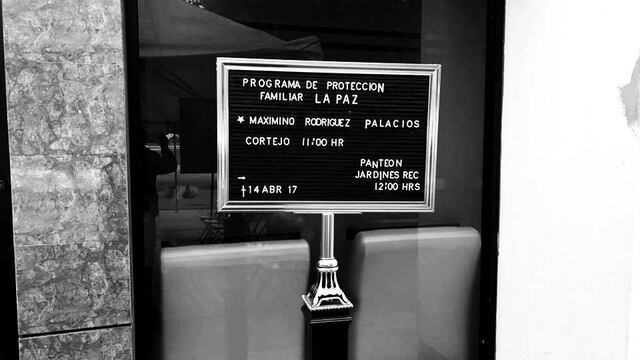 PROGRAMA DE PROTECCION
FAMILIAR LA PAZ
* MAXIMINO RODRIGUEZ PALACIOS
CORTEJO 11:00 HR
PANTEON
JARDINES REC
12:00 HRS
→
†14 ABR 17